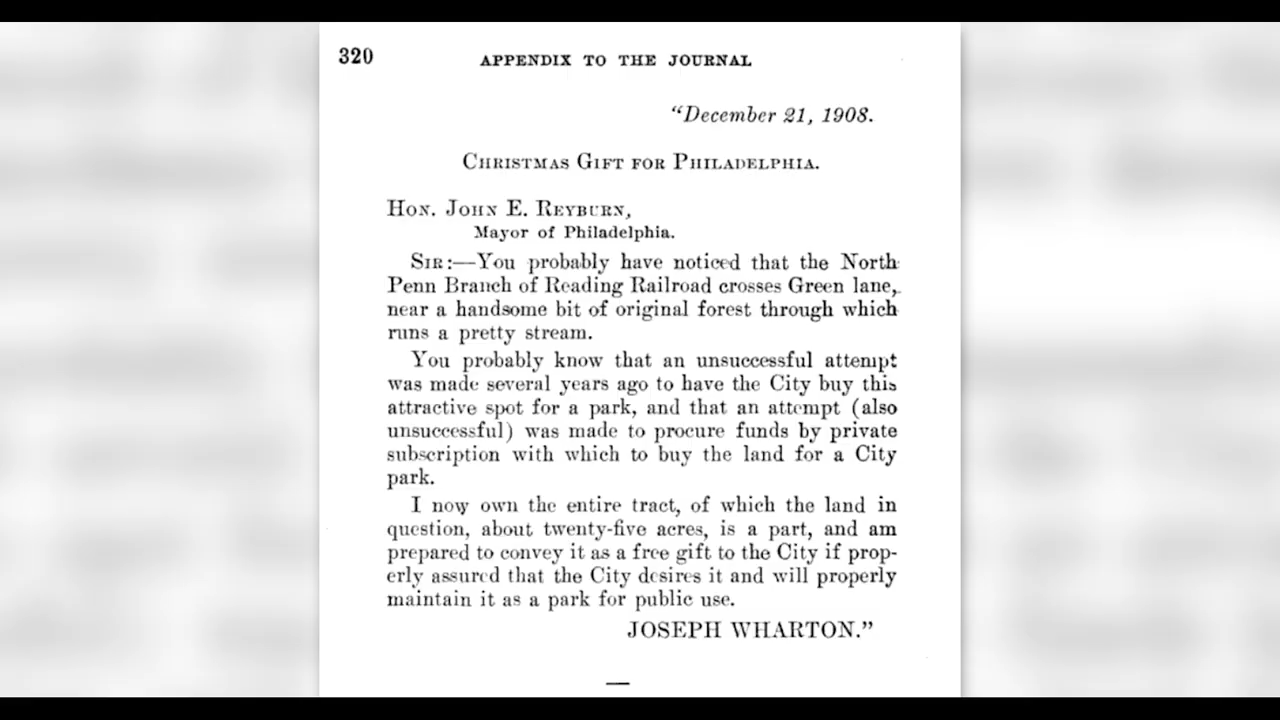 320 APPENDIX TO THE JOURNAL
"December 21, 1908.
CHRISTMAS GIFT FOR PHILADELPHIA.
HON. JOHN E. REYBURN,
Mayor of Philadelphia.
SIR:—You probably have noticed that the North
Penn Branch of Reading Railroad crosses Green lane,
near a handsome bit of original forest through which
runs a pretty stream.
You probably know that an unsuccessful attempt
was made several years ago to have the City buy this
attractive spot for a park, and that an attempt (also
unsuccessful) was made to procure funds by private
subscription with which to buy the land for a City
park.
I now own the entire tract, of which the land in
question, about twenty-five acres, is a part, and am
prepared to convey it as a free gift to the City if prop-
erly assured that the City desires it and will properly
maintain it as a park for public use.
JOSEPH WHARTON."